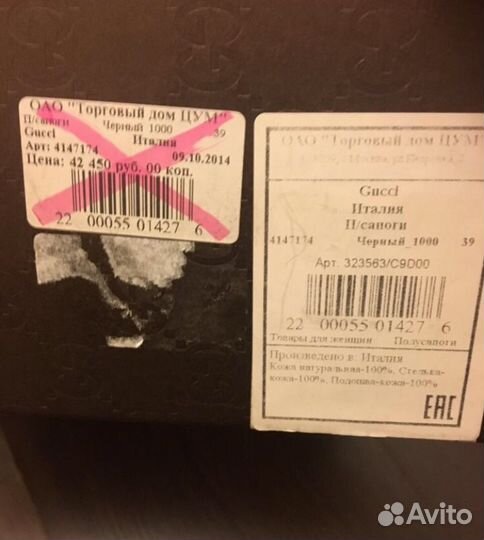 ОАО "Торговый дом ЦУМ"
П/сапоги Черный 1000 39
Gucci Италия
Арт: 4147174 09.10.2014
Цена: 42 450 руб. 00 коп.
22 00055 01427 6
ОАО "Торговый дом ЦУМ"
Gucci
Италия
П/сапоги
4147174 Черный_1000 39
Арт. 323563/C9D00
22 00055 01427 6
Товары для женщин Полусапоги
Произведено в: Италия
Кожа натуральная-100%. Стелька-
кожа-100%. Подошва-кожа-100%
EAC
Avito